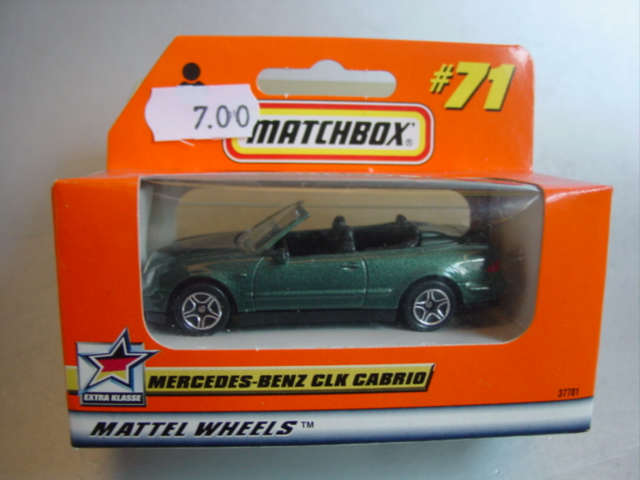 #71
7.00
MATCHBOX®
EXTRA KLASSE
MERCEDES-BENZ CLK CABRIO
37781
MATTEL WHEELS™